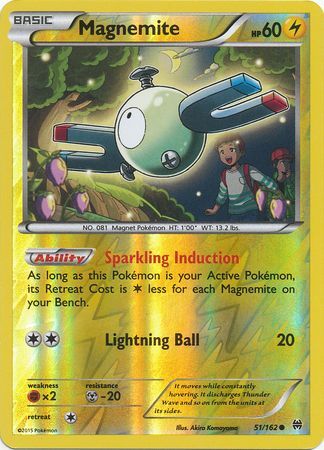 BASIC
Magnemite
HP60
NO. 081 Magnet Pokémon HT: 1'00" WT: 13.2 lbs.
Ability Sparkling Induction
As long as this Pokémon is your Active Pokémon,
its Retreat Cost is less for each Magnemite on
your Bench.
Lightning Ball 20
weakness resistance
×2 -20
retreat
It moves while constantly
hovering. It discharges Thunder
Wave and so on from the units at
its sides.
©2015 Pokémon
Illus. Akira Komayama
51/162